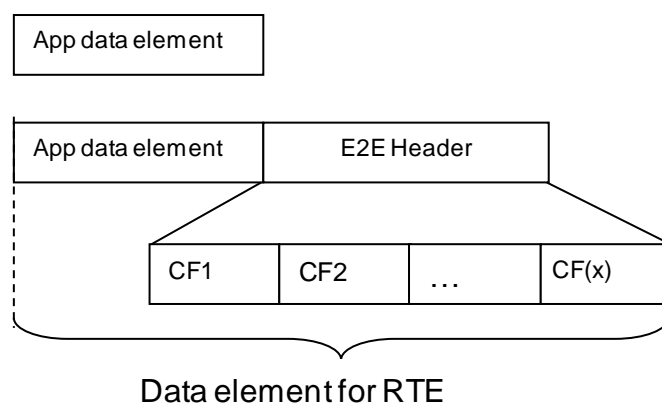 App data element
App data element E2E Header
CF1 CF2 ... CF(x)
Data element for RTE